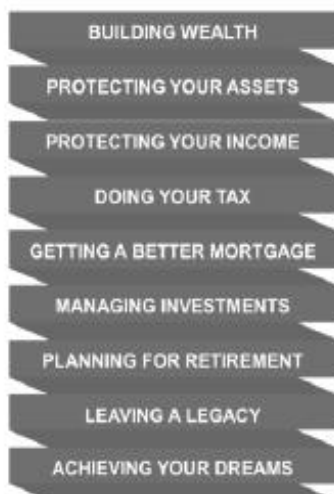 BUILDING WEALTH
PROTECTING YOUR ASSETS
PROTECTING YOUR INCOME
DOING YOUR TAX
GETTING A BETTER MORTGAGE
MANAGING INVESTMENTS
PLANNING FOR RETIREMENT
LEAVING A LEGACY
ACHIEVING YOUR DREAMS